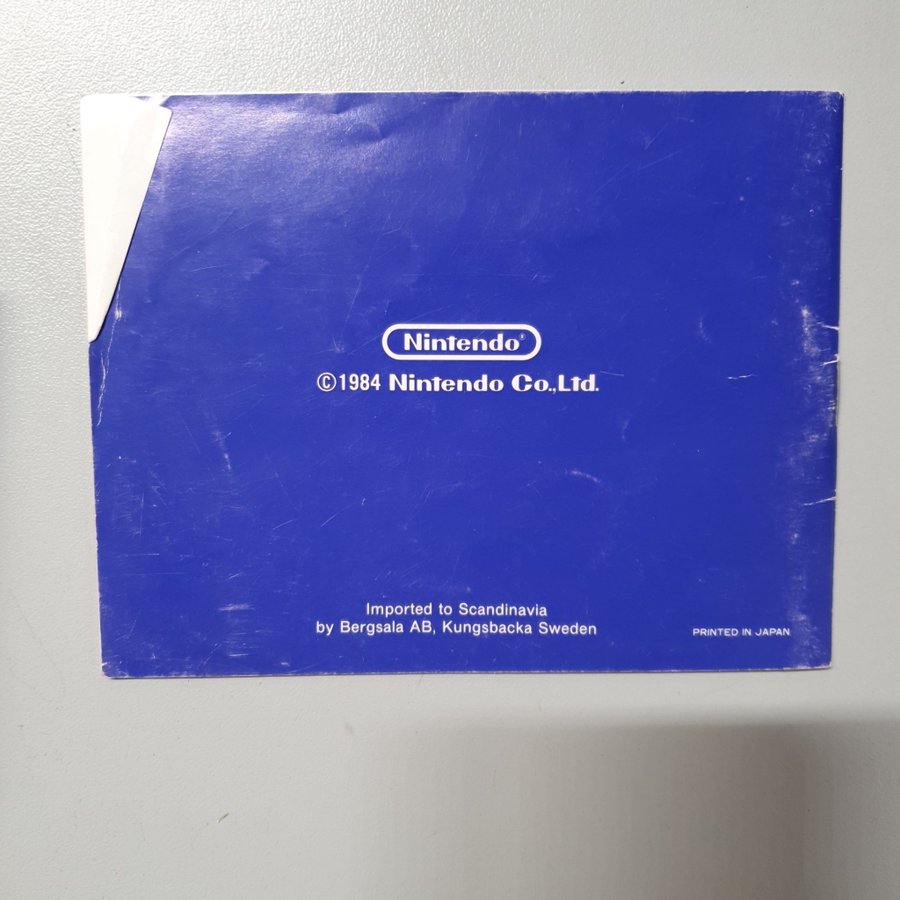 Nintendo®
©1984 Nintendo Co.,Ltd.
Imported to Scandinavia
by Bergsala AB, Kungsbacka Sweden
PRINTED IN JAPAN